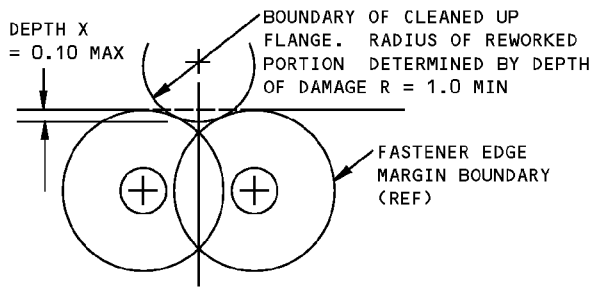 DEPTH X
= 0.10 MAX
BOUNDARY OF CLEANED UP
FLANGE. RADIUS OF REWORKED
PORTION DETERMINED BY DEPTH
OF DAMAGE R = 1.0 MIN
FASTENER EDGE
MARGIN BOUNDARY
(REF)